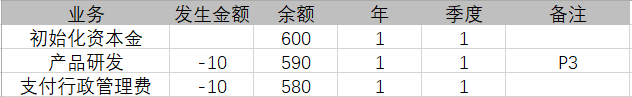 业务 发生金额 余额 年 季度 备注
初始化资本金 600 1 1
产品研发 -10 590 1 1 P3
支付行政管理费 -10 580 1 1